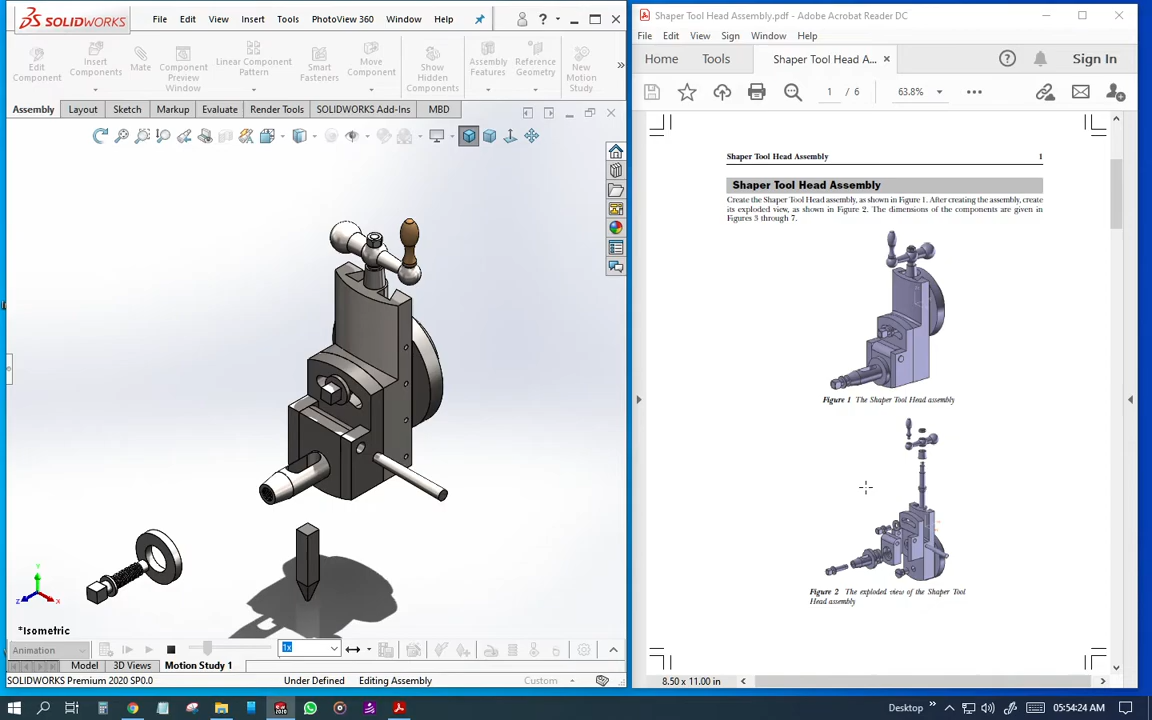 SOLIDWORKS
File Edit View Insert Tools PhotoView 360 Window Help
Edit Component
Insert Components
Mate
Component Preview Window
Linear Component Pattern
Smart Fasteners
Move Component
Show Hidden Components
Assembly Features
Reference Geometry
New Motion Study
Assembly Layout Sketch Markup Evaluate Render Tools SOLIDWORKS Add-Ins MBD
Y
Z
X
*Isometric
Animation
1x
Model 3D Views Motion Study 1
SOLIDWORKS Premium 2020 SP0.0 Under Defined Editing Assembly Custom
Shaper Tool Head Assembly.pdf - Adobe Acrobat Reader DC
File Edit View Sign Window Help
Home Tools Shaper Tool Head A... Sign In
1 / 6 63.8%
Shaper Tool Head Assembly 1
Shaper Tool Head Assembly
Create the Shaper Tool Head assembly, as shown in Figure 1. After creating the assembly, create
its exploded view, as shown in Figure 2. The dimensions of the components are given in
Figures 3 through 7.
Figure 1 The Shaper Tool Head assembly
Figure 2 The exploded view of the Shaper Tool
Head assembly
8.50 x 11.00 in
Desktop 05:54:24 AM